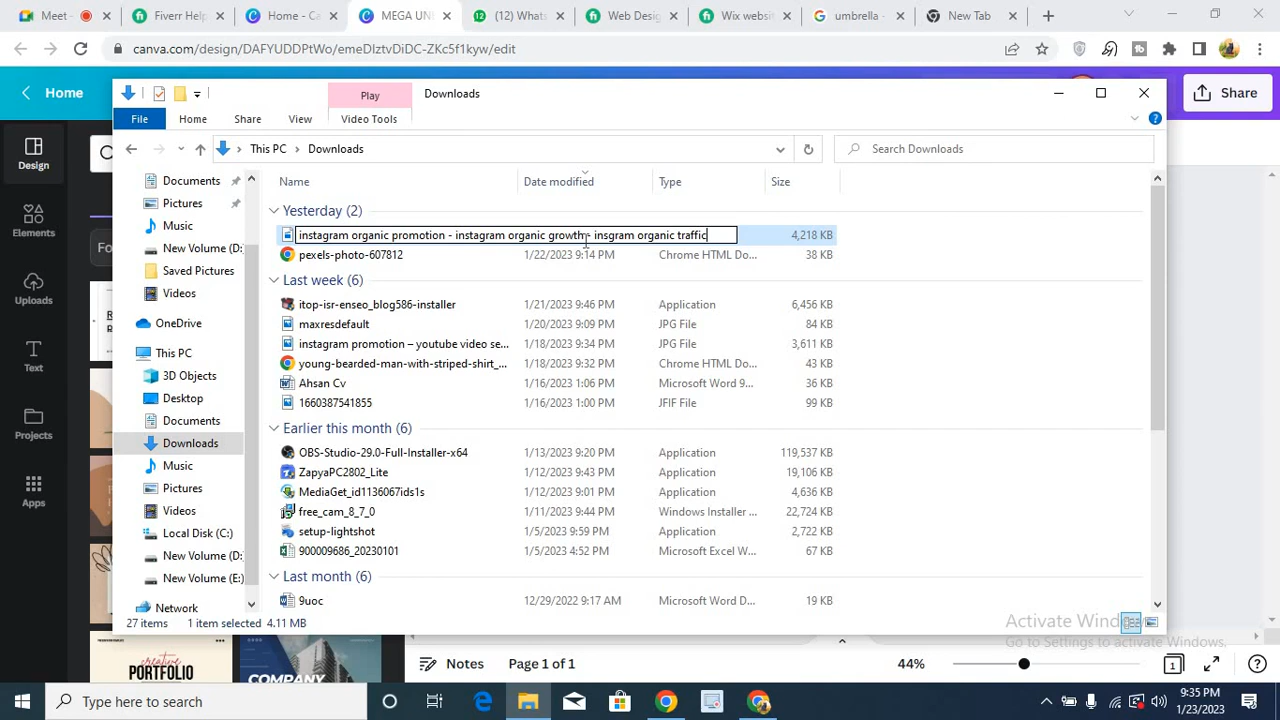 Meet -
Fiverr Help
Home - Ca
MEGA UN
(12) Whats
Web Desig
Wix websit
umbrella -
New Tab
canva.com/design/DAFYUDDPtWo/emeDIztvDiDC-ZKc5f1kyw/edit
Home
Share
Play
Downloads
File
Home
Share
View
Video Tools
This PC
Downloads
Search Downloads
Design
Elements
Uploads
Text
Projects
Apps
Documents
Pictures
Music
New Volume (D:
Saved Pictures
Videos
OneDrive
This PC
3D Objects
Desktop
Documents
Downloads
Music
Pictures
Videos
Local Disk (C:)
New Volume (D:
New Volume (E:)
Network
Name Date modified Type Size
Yesterday (2)
instagram organic promotion - instagram organic growth - insgram organic traffic 4,218 KB
pexels-photo-607812 1/22/2023 9:14 PM Chrome HTML Do... 38 KB
Last week (6)
itop-isr-enseo_blog586-installer 1/21/2023 9:46 PM Application 6,456 KB
maxresdefault 1/20/2023 9:09 PM JPG File 84 KB
instagram promotion – youtube video se... 1/18/2023 9:34 PM JPG File 3,611 KB
young-bearded-man-with-striped-shirt_... 1/18/2023 9:32 PM Chrome HTML Do... 43 KB
Ahsan Cv 1/16/2023 1:06 PM Microsoft Word 9... 36 KB
1660387541855 1/16/2023 1:00 PM JFIF File 99 KB
Earlier this month (6)
OBS-Studio-29.0-Full-Installer-x64 1/13/2023 9:20 PM Application 119,537 KB
ZapyaPC2802_Lite 1/12/2023 9:43 PM Application 19,106 KB
MediaGet_id1136067ids1s 1/12/2023 9:01 PM Application 4,636 KB
free_cam_8_7_0 1/11/2023 9:44 PM Windows Installer ... 22,724 KB
setup-lightshot 1/5/2023 9:59 PM Application 2,722 KB
900009686_20230101 1/5/2023 4:52 PM Microsoft Excel W... 67 KB
Last month (6)
9uoc 12/29/2022 9:17 AM Microsoft Word D... 19 KB
27 items 1 item selected 4.11 MB
Activate Windows
Go to Settings to activate Windows.
creative
PORTFOLIO
COMPANY
Notes
Page 1 of 1
44%
1
Type here to search
9:35 PM
1/23/2023